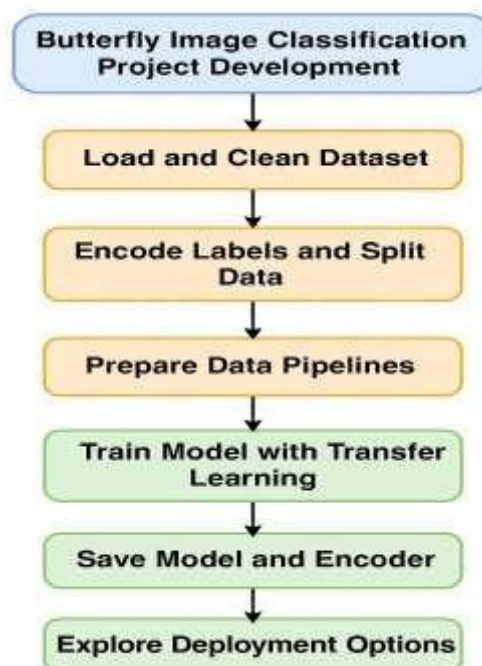 Butterfly Image Classification
Project Development
Load and Clean Dataset
Encode Labels and Split
Data
Prepare Data Pipelines
Train Model with Transfer
Learning
Save Model and Encoder
Explore Deployment Options